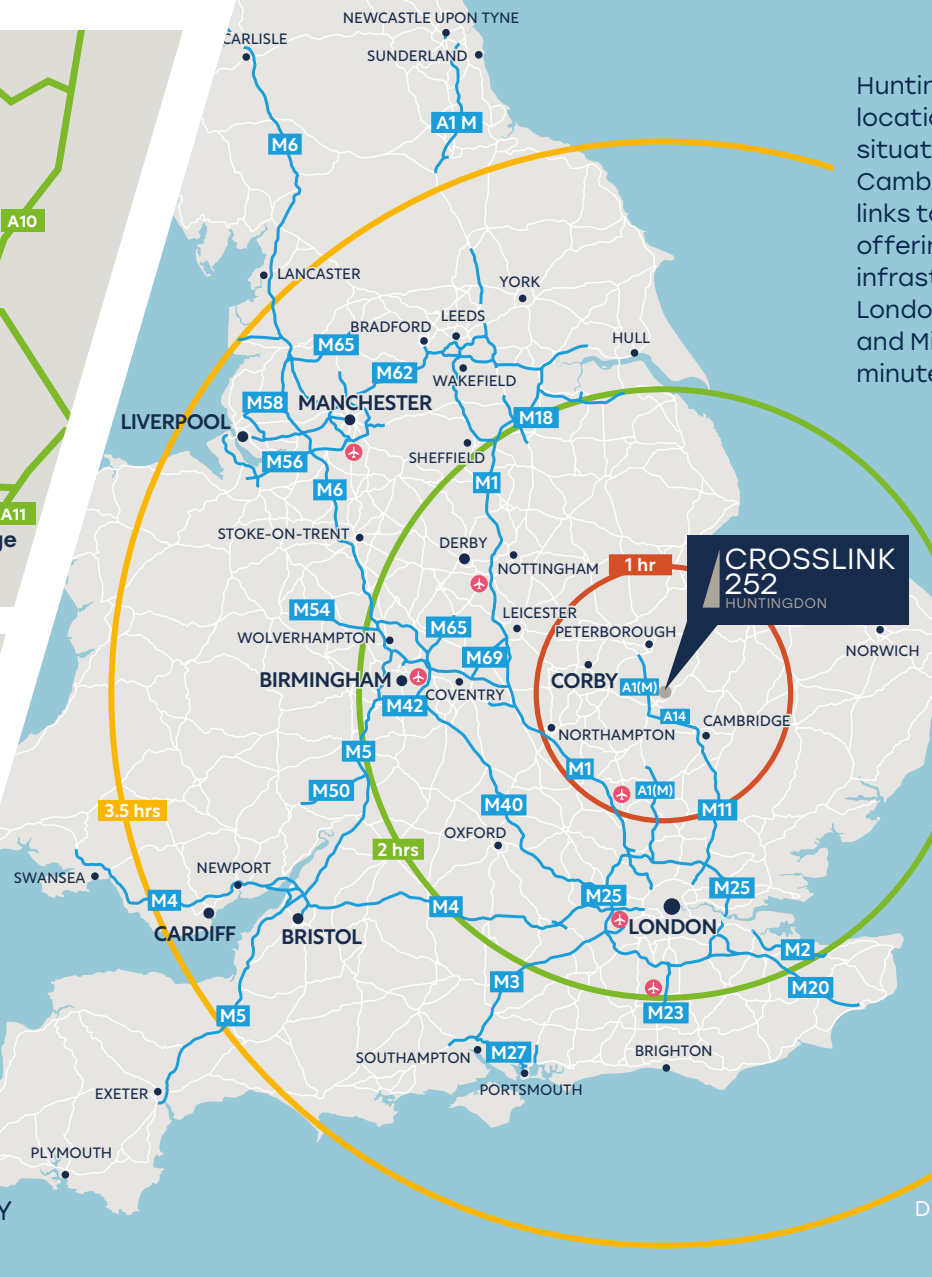 NEWCASTLE UPON TYNE
CARLISLE
SUNDERLAND
A1 M
M6
A10
LANCASTER
YORK
LEEDS
BRADFORD
HULL
M65
M62
WAKEFIELD
M58
MANCHESTER
LIVERPOOL
M18
SHEFFIELD
M56
M6
M1
A11
STOKE-ON-TRENT
DERBY
NOTTINGHAM
1 hr
CROSSLINK
252
HUNTINGDON
M54
LEICESTER
M65
WOLVERHAMPTON
PETERBOROUGH
NORWICH
M69
BIRMINGHAM
CORBY
A1(M)
COVENTRY
M42
A14
CAMBRIDGE
NORTHAMPTON
M5
M1
M50
A1(M)
M40
M11
3.5 hrs
OXFORD
2 hrs
NEWPORT
SWANSEA
M4
M4
M25
M25
CARDIFF
BRISTOL
LONDON
M2
M3
M20
M5
M23
SOUTHAMPTON
M27
BRIGHTON
EXETER
PORTSMOUTH
PLYMOUTH
and